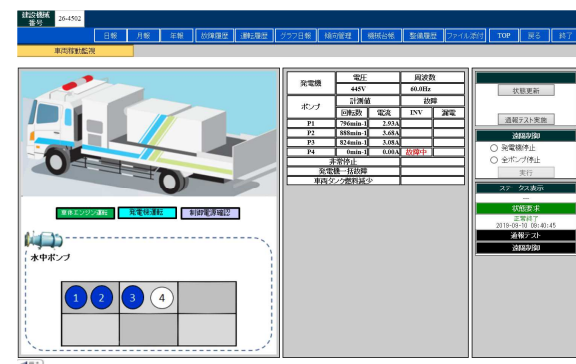 建設機械
番号 26-4502
日報 月報 年報 故障履歴 運転履歴 グラフ日報 傾向管理 機械台帳 整備履歴 ファイル添付 TOP 戻る 終了
車両稼動監視
発電機 電圧 周波数
445V 60.0Hz
ポンプ 計測値 故障
回転数 電流 INV 漏電
P1 796min-1 2.93A
P2 888min-1 3.68A
P3 824min-1 3.08A
P4 0min-1 0.00A 故障中
非常停止
発電機一括故障
車両タンク燃料減少
車体エンジン運転 発電機運転 制御電源確認
水中ポンプ
1 2 3 4
状態更新
通報テスト実施
遠隔制御
発電機停止
全ポンプ停止
実行
ステータス表示
—
状態要求
正常終了
2019-09-10 09:40:45
通報テスト
遠隔制御